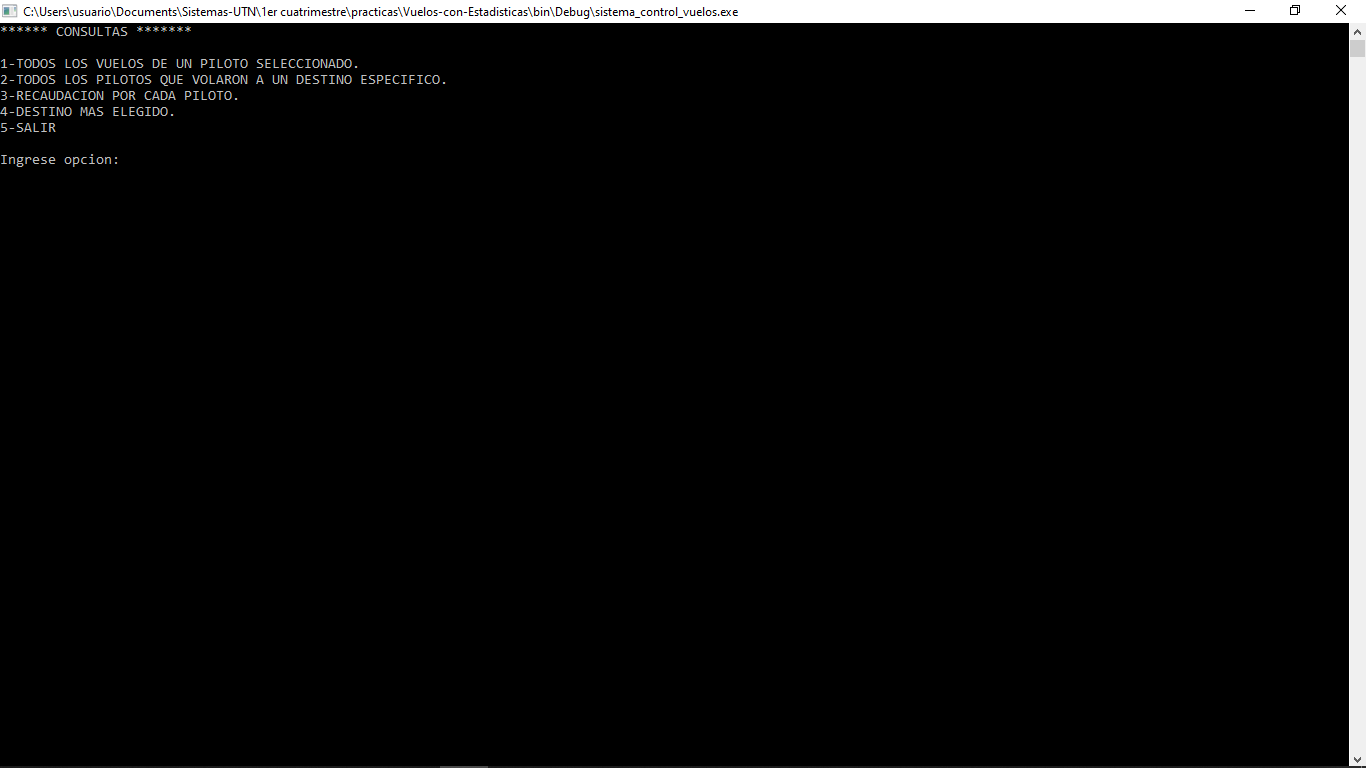 C:\Users\usuario\Documents\Sistemas-UTN\1er cuatrimestre\practicas\Vuelos-con-Estadisticas\bin\Debug\sistema_control_vuelos.exe
****** CONSULTAS *******
1-TODOS LOS VUELOS DE UN PILOTO SELECCIONADO.
2-TODOS LOS PILOTOS QUE VOLARON A UN DESTINO ESPECIFICO.
3-RECAUDACION POR CADA PILOTO.
4-DESTINO MAS ELEGIDO.
5-SALIR
Ingrese opcion: